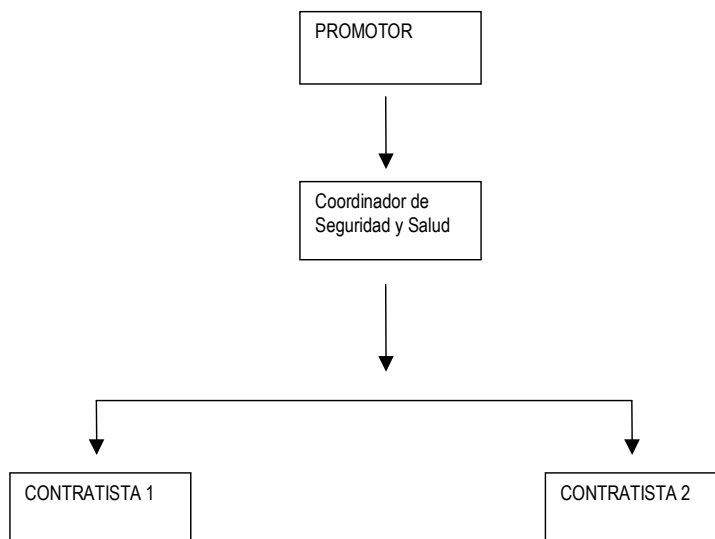 PROMOTOR
Coordinador de
Seguridad y Salud
CONTRATISTA 1
CONTRATISTA 2